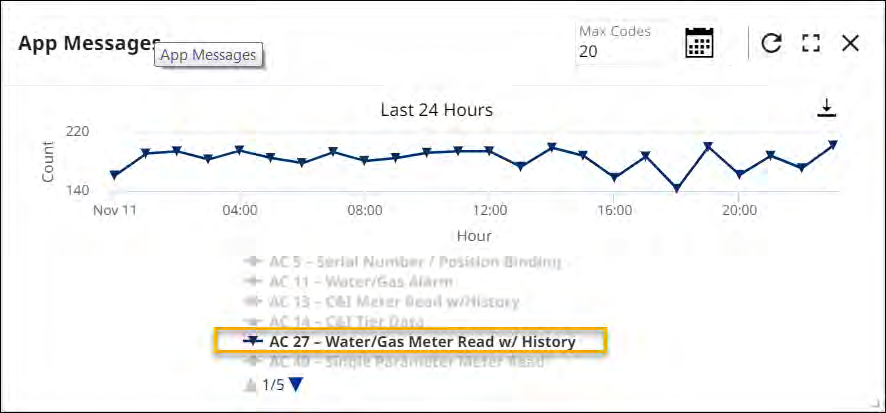 App Messages
App Messages
Max Codes
20
Last 24 Hours
220
Count
140
Nov 11 04:00 08:00 12:00 16:00 20:00
Hour
AC 5 – Serial Number / Position Binding
AC 11 – Water/Gas Alarm
AC 13 – C&I Meter Read w/History
AC 14 – C&I Tier Data
AC 27 – Water/Gas Meter Read w/ History
AC 40 – Single Parameter Meter Read
1/5